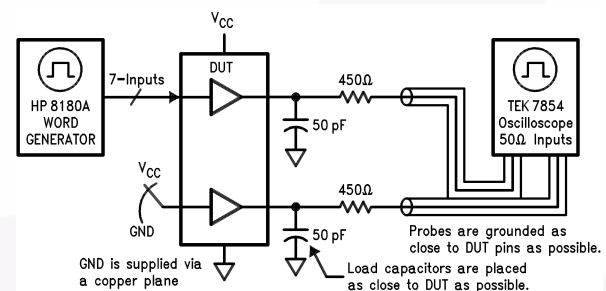 VCC
DUT
HP 8180A
WORD
GENERATOR
7-Inputs
450Ω
50 pF
TEK 7854
Oscilloscope
50Ω Inputs
VCC
GND
450Ω
50 pF
Probes are grounded as
close to DUT pins as possible.
GND is supplied via
a copper plane
Load capacitors are placed
as close to DUT as possible.